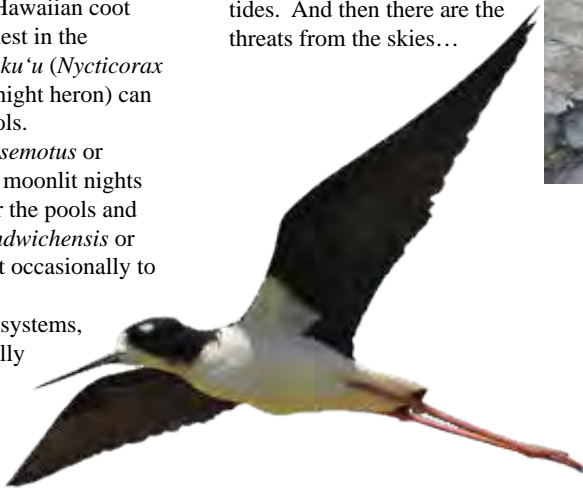 Hawaiian coot
nest in the
ku‘u (Nycticorax
night heron) can
ols.
semotus or
moonlit nights
r the pools and
ndwichensis or
t occasionally to
systems,
lly
tides. And then there are the
threats from the skies…